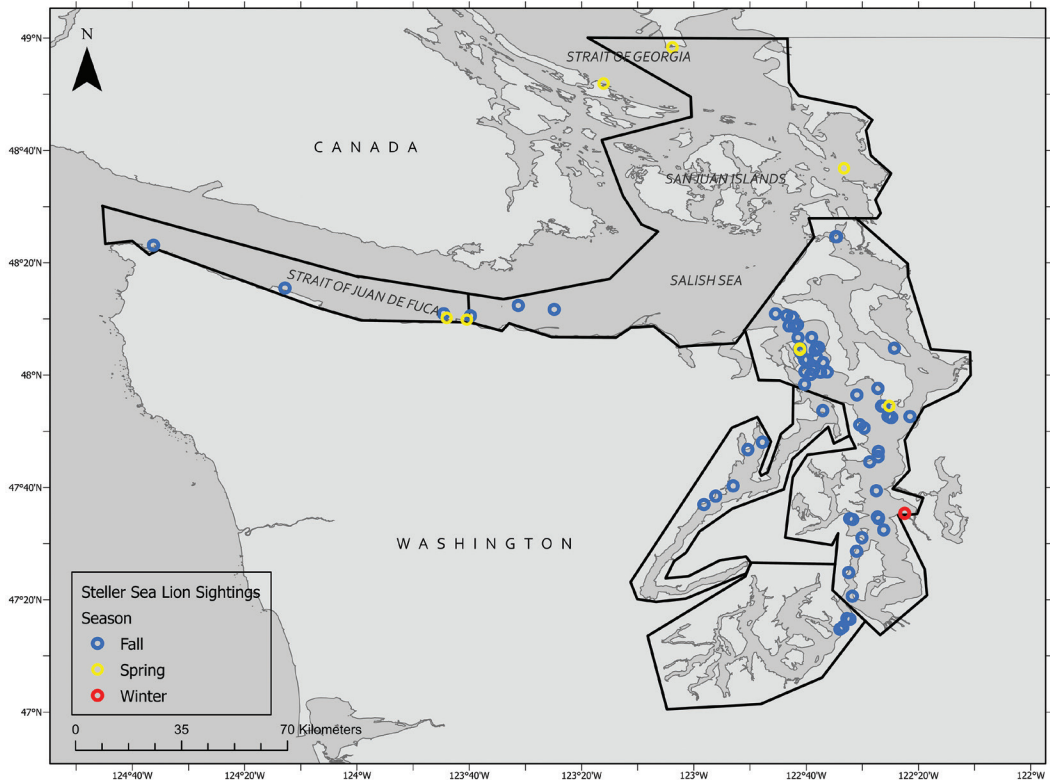 49°N
N
STRAIT OF GEORGIA
CANADA
48°40'N
SAN JUAN ISLANDS
48°20'N
STRAIT OF JUAN DE FUCA
SALISH SEA
48°N
47°40'N
WASHINGTON
47°20'N
Steller Sea Lion Sightings
Season
Fall
Spring
Winter
47°N
0 35 70 Kilometers
124°40'W 124°20'W 124°W 123°40'W 123°20'W 123°W 122°40'W 122°20'W 122°W